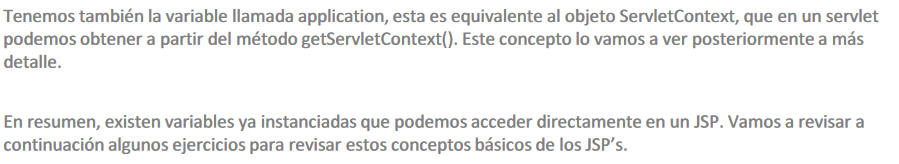 Tenemos también la variable llamada application, esta es equivalente al objeto ServletContext, que en un servlet
podemos obtener a partir del método getServletContext(). Este concepto lo vamos a ver posteriormente a más
detalle.
En resumen, existen variables ya instanciadas que podemos acceder directamente en un JSP. Vamos a revisar a
continuación algunos ejercicios para revisar estos conceptos básicos de los JSP's.